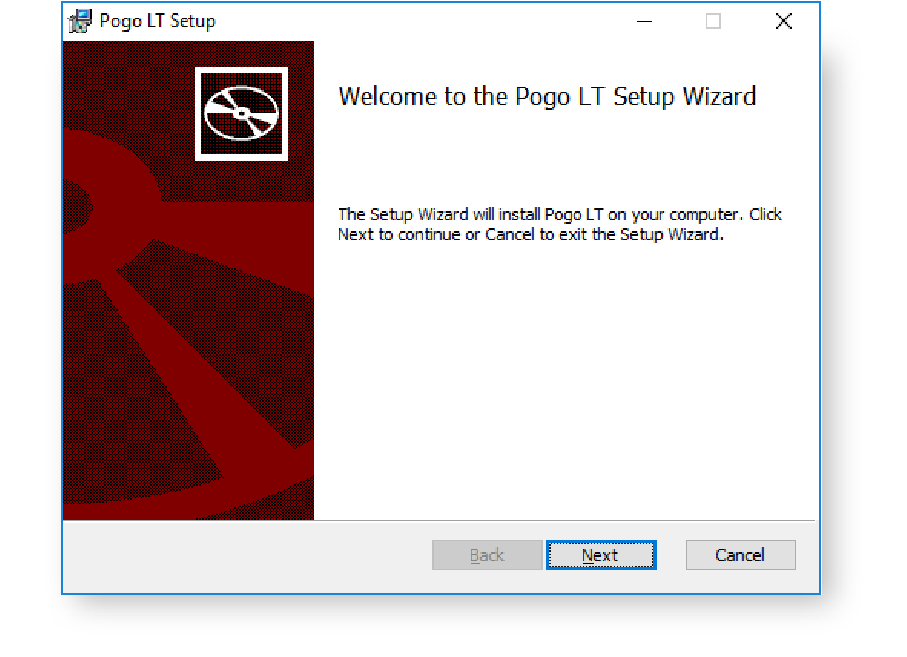 Pogo LT Setup
Welcome to the Pogo LT Setup Wizard
The Setup Wizard will install Pogo LT on your computer. Click
Next to continue or Cancel to exit the Setup Wizard.
Back
Next
Cancel